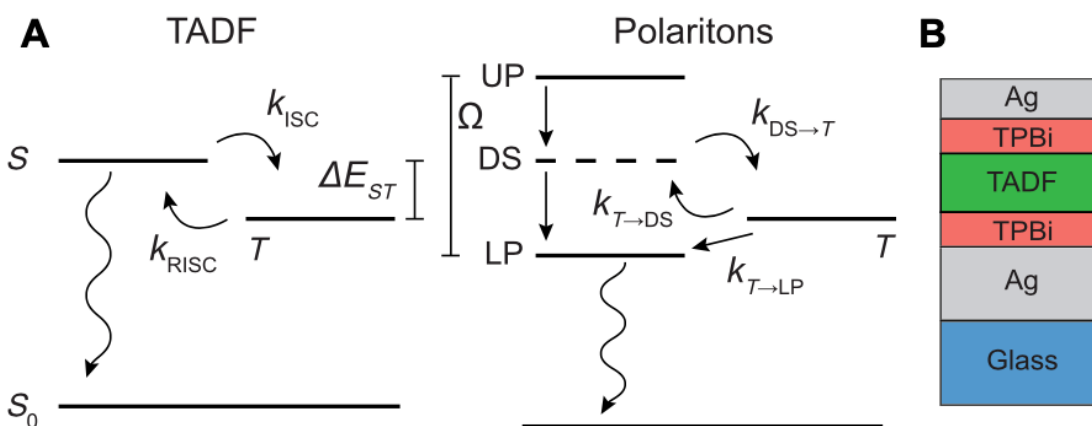 A
TADF
Polaritons
B
k_ISC
S
ΔE_ST
k_RISC
T
S_0
UP
Ω
DS
k_DS→T
k_T→DS
LP
T
k_T→LP
Ag
TPBi
TADF
TPBi
Ag
Glass